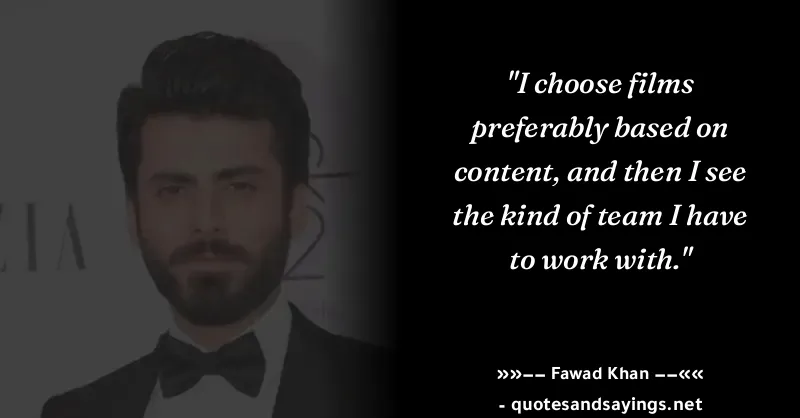 "I choose films
preferably based on
content, and then I see
the kind of team I have
to work with."
»»−− Fawad Khan −−««
- quotesandsayings.net